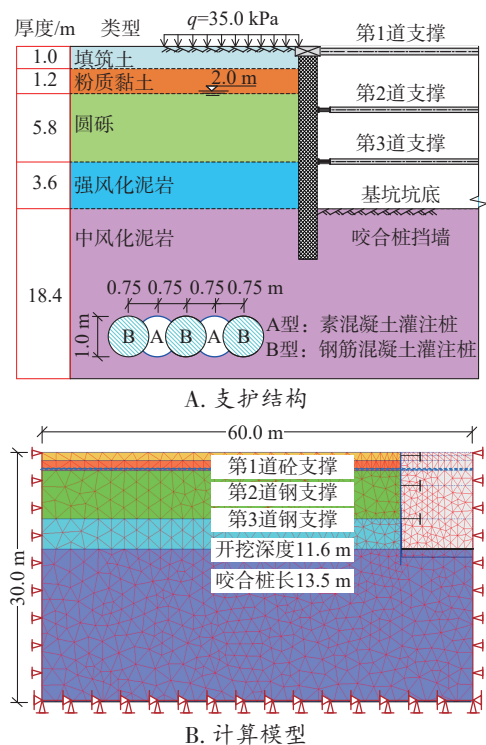 厚度/m 类型 q=35.0 kPa 第1道支撑
1.0 填筑土
1.2 粉质黏土 2.0 m 第2道支撑
5.8 圆砾
第3道支撑
3.6 强风化泥岩 基坑坑底
18.4 中风化泥岩 咬合桩挡墙
0.75 0.75 0.75 0.75 m
1.0 m B A B A B
A型：素混凝土灌注桩
B型：钢筋混凝土灌注桩
A. 支护结构
60.0 m
30.0 m
第1道砼支撑
第2道钢支撑
第3道钢支撑
开挖深度11.6 m
咬合桩长13.5 m
B. 计算模型